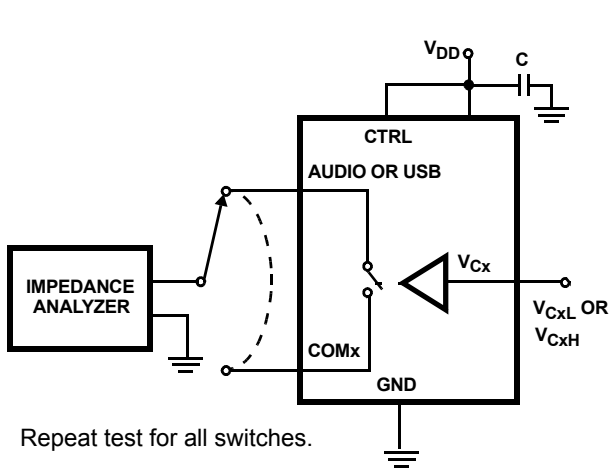 VDD
C
CTRL
AUDIO OR USB
VCx
IMPEDANCE
ANALYZER
VCxL OR
VCxH
COMx
GND
Repeat test for all switches.